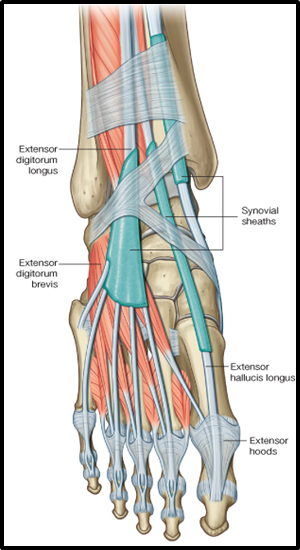 Extensor
digitorum
longus
Synovial
sheaths
Extensor
digitorum
brevis
Extensor
hallucis longus
Extensor
hoods